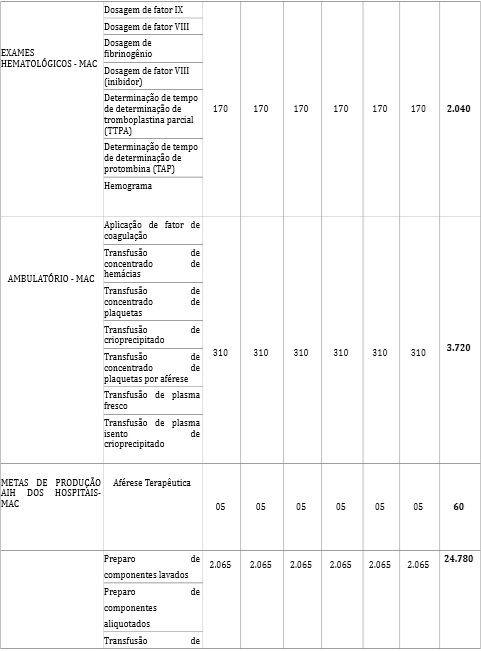 EXAMES
HEMATOLÓGICOS - MAC
Dosagem de fator IX
Dosagem de fator VIII
Dosagem de
fibrinogênio
Dosagem de fator VIII
(inibidor)
Determinação de tempo
de determinação de
tromboplastina parcial
(TTPA)
Determinação de tempo
de determinação de
protombina (TAP)
Hemograma
170 170 170 170 170 170 2.040
AMBULATÓRIO - MAC
Aplicação de fator de
coagulação
Transfusão de
concentrado de
hemácias
Transfusão de
concentrado de
plaquetas
Transfusão de
crioprecipitado
Transfusão de
concentrado de
plaquetas por aférese
Transfusão de plasma
fresco
Transfusão de plasma
isento de
crioprecipitado
310 310 310 310 310 310 3.720
METAS DE PRODUÇÃO
AIH DOS HOSPITAIS-
MAC
Aférese Terapêutica
05 05 05 05 05 05 60
Preparo de
componentes lavados
Preparo de
componentes
aliquotados
Transfusão de
2.065 2.065 2.065 2.065 2.065 2.065 24.780